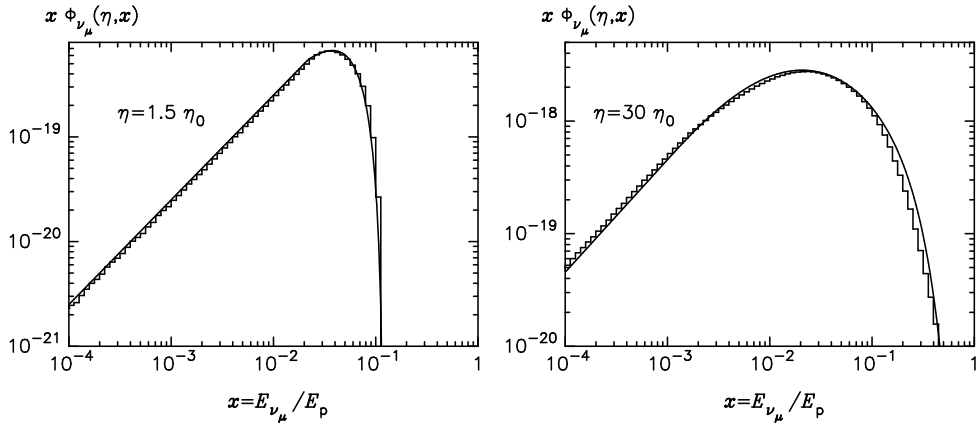 x ϕ_{ν_μ}(η,x)
η=1.5 η₀
10⁻¹⁹
10⁻²⁰
10⁻²¹
10⁻⁴ 10⁻³ 10⁻² 10⁻¹ 1
x=E_{ν_μ}/E_p
x ϕ_{ν_μ}(η,x)
η=30 η₀
10⁻¹⁸
10⁻¹⁹
10⁻²⁰
10⁻⁴ 10⁻³ 10⁻² 10⁻¹ 1
x=E_{ν_μ}/E_p